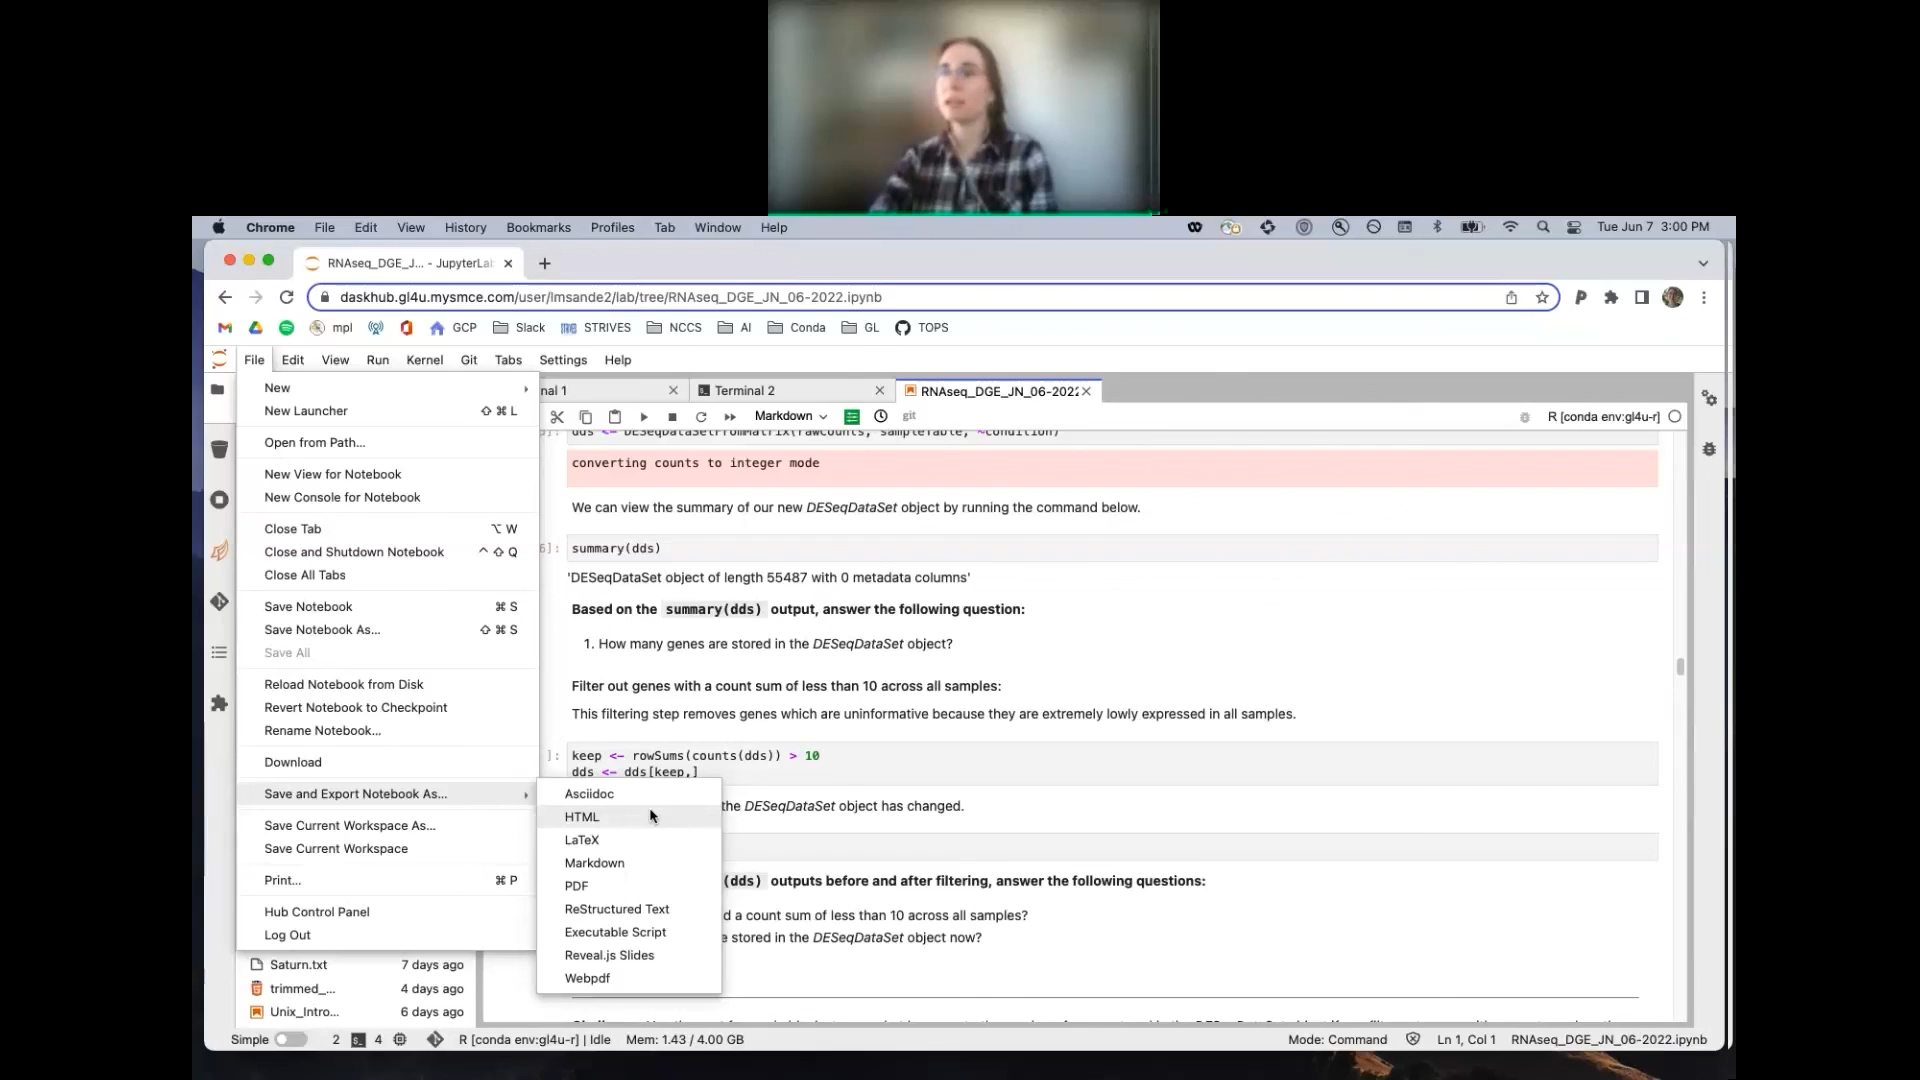 Chrome File Edit View History Bookmarks Profiles Tab Window Help Tue Jun 7 3:00 PM
RNAseq_DGE_J... - JupyterLa
daskhub.gl4u.mysmce.com/user/lmsande2/lab/tree/RNAseq_DGE_JN_06-2022.ipynb
mpl GCP Slack STRIVES NCCS AI Conda GL TOPS
File Edit View Run Kernel Git Tabs Settings Help
New
New Launcher ⇧ ⌘ L
Open from Path...
New View for Notebook
New Console for Notebook
Close Tab ⌥ W
Close and Shutdown Notebook ^ ⇧ Q
Close All Tabs
Save Notebook ⌘ S
Save Notebook As... ⇧ ⌘ S
Save All
Reload Notebook from Disk
Revert Notebook to Checkpoint
Rename Notebook...
Download
Save and Export Notebook As...
Save Current Workspace As...
Save Current Workspace
Print... ⌘ P
Hub Control Panel
Log Out
Asciidoc
HTML
LaTeX
Markdown
PDF
ReStructured Text
Executable Script
Reveal.js Slides
Webpdf
Saturn.txt 7 days ago
trimmed_... 4 days ago
Unix_Intro... 6 days ago
nal 1 Terminal 2 RNAseq_DGE_JN_06-202
Markdown git R [conda env:gl4u-r]
dds <- DESeqDataSetFromMatrix(rawCounts, sampleTable, ~condition)
converting counts to integer mode
We can view the summary of our new DESeqDataSet object by running the command below.
6]: summary(dds)
'DESeqDataSet object of length 55487 with 0 metadata columns'
Based on the summary(dds) output, answer the following question:
1. How many genes are stored in the DESeqDataSet object?
Filter out genes with a count sum of less than 10 across all samples:
This filtering step removes genes which are uninformative because they are extremely lowly expressed in all samples.
]: keep <- rowSums(counts(dds)) > 10
dds <- dds[keep,]
the DESeqDataSet object has changed.
(dds) outputs before and after filtering, answer the following questions:
d a count sum of less than 10 across all samples?
e stored in the DESeqDataSet object now?
Simple 2 4 R [conda env:gl4u-r] | Idle Mem: 1.43 / 4.00 GB Mode: Command Ln 1, Col 1 RNAseq_DGE_JN_06-2022.ipynb